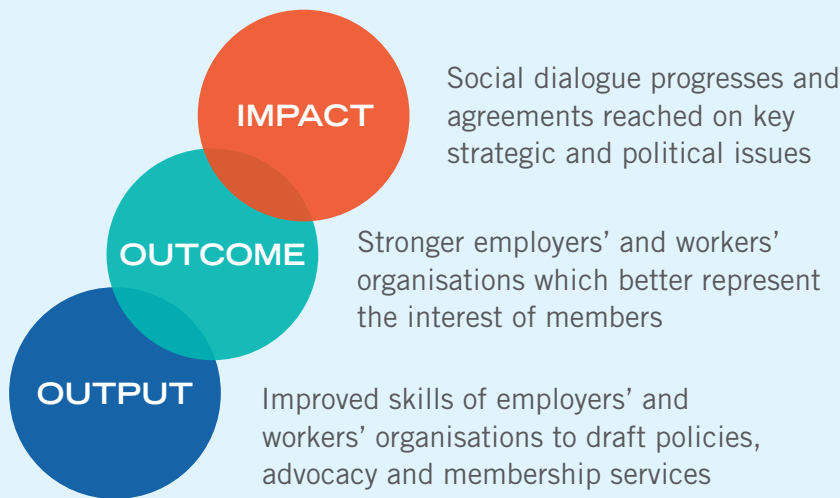 IMPACT
Social dialogue progresses and
agreements reached on key
strategic and political issues
OUTCOME
Stronger employers’ and workers’
organisations which better represent
the interest of members
OUTPUT
Improved skills of employers’ and
workers’ organisations to draft policies,
advocacy and membership services